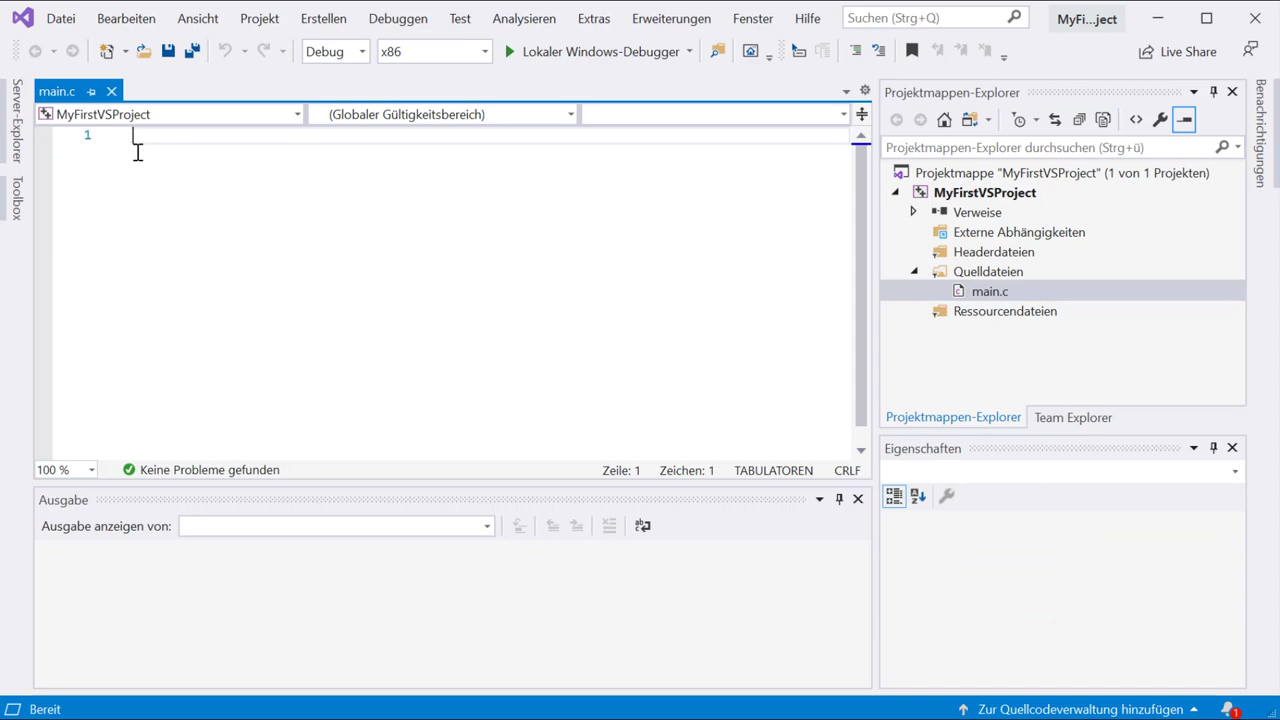 Datei Bearbeiten Ansicht Projekt Erstellen Debuggen Test Analysieren Extras Erweiterungen Fenster Hilfe Suchen (Strg+Q) MyFi...ject
Debug x86 Lokaler Windows-Debugger Live Share
Server-Explorer
Toolbox
main.c
MyFirstVSProject (Globaler Gültigkeitsbereich)
1
100 % Keine Probleme gefunden Zeile: 1 Zeichen: 1 TABULATOREN CRLF
Ausgabe
Ausgabe anzeigen von:
Projektmappen-Explorer
Projektmappen-Explorer durchsuchen (Strg+ü)
Projektmappe "MyFirstVSProject" (1 von 1 Projekten)
MyFirstVSProject
Verweise
Externe Abhängigkeiten
Headerdateien
Quelldateien
main.c
Ressourcendateien
Projektmappen-Explorer Team Explorer
Eigenschaften
Benachrichtigungen
Bereit Zur Quellcodeverwaltung hinzufügen 1